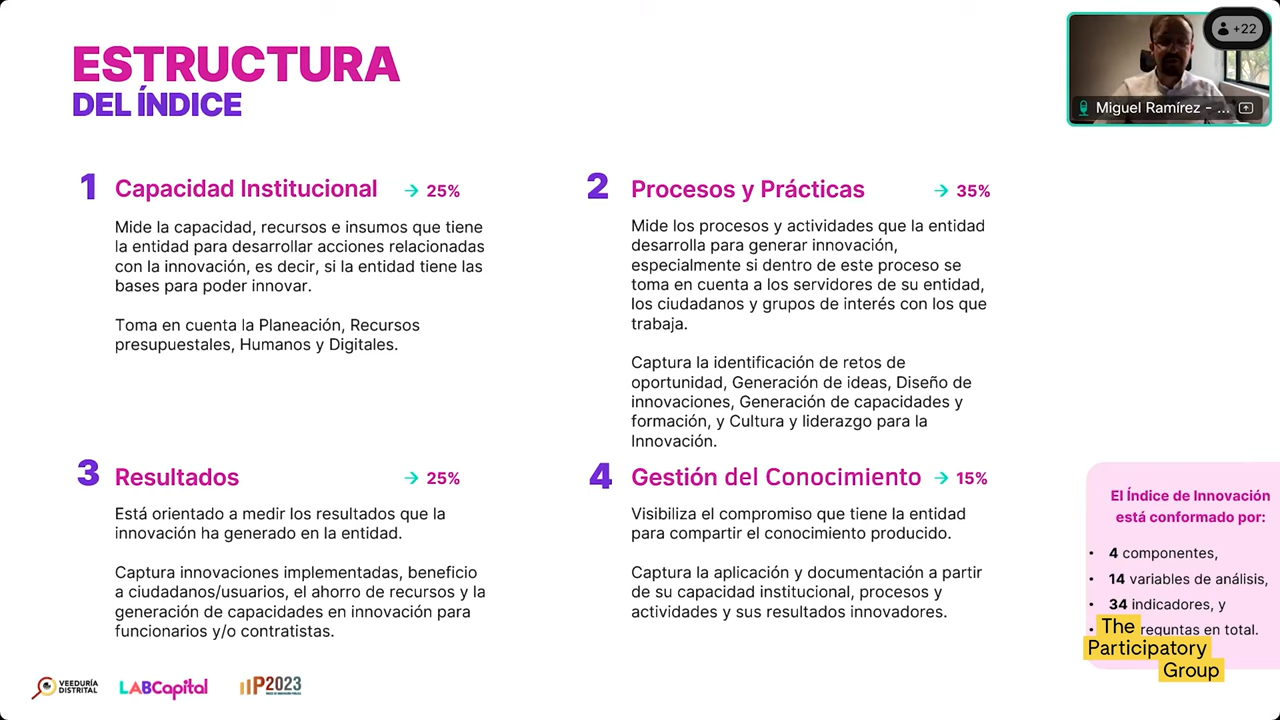 ESTRUCTURA
DEL ÍNDICE
+22
Miguel Ramírez - ...
1 Capacidad Institucional → 25%
Mide la capacidad, recursos e insumos que tiene
la entidad para desarrollar acciones relacionadas
con la innovación, es decir, si la entidad tiene las
bases para poder innovar.
Toma en cuenta la Planeación, Recursos
presupuestales, Humanos y Digitales.
2 Procesos y Prácticas → 35%
Mide los procesos y actividades que la entidad
desarrolla para generar innovación,
especialmente si dentro de este proceso se
toma en cuenta a los servidores de su entidad,
los ciudadanos y grupos de interés con los que
trabaja.
Captura la identificación de retos de
oportunidad, Generación de ideas, Diseño de
innovaciones, Generación de capacidades y
formación, y Cultura y liderazgo para la
Innovación.
3 Resultados → 25%
Está orientado a medir los resultados que la
innovación ha generado en la entidad.
Captura innovaciones implementadas, beneficio
a ciudadanos/usuarios, el ahorro de recursos y la
generación de capacidades en innovación para
funcionarios y/o contratistas.
4 Gestión del Conocimiento → 15%
Visibiliza el compromiso que tiene la entidad
para compartir el conocimiento producido.
Captura la aplicación y documentación a partir
de su capacidad institucional, procesos y
actividades y sus resultados innovadores.
El Índice de Innovación
está conformado por:
• 4 componentes,
• 14 variables de análisis,
• 34 indicadores, y
• reguntas en total.
The
Participatory
Group
VEEDURÍA
DISTRITAL
LABCapital
IIP2023